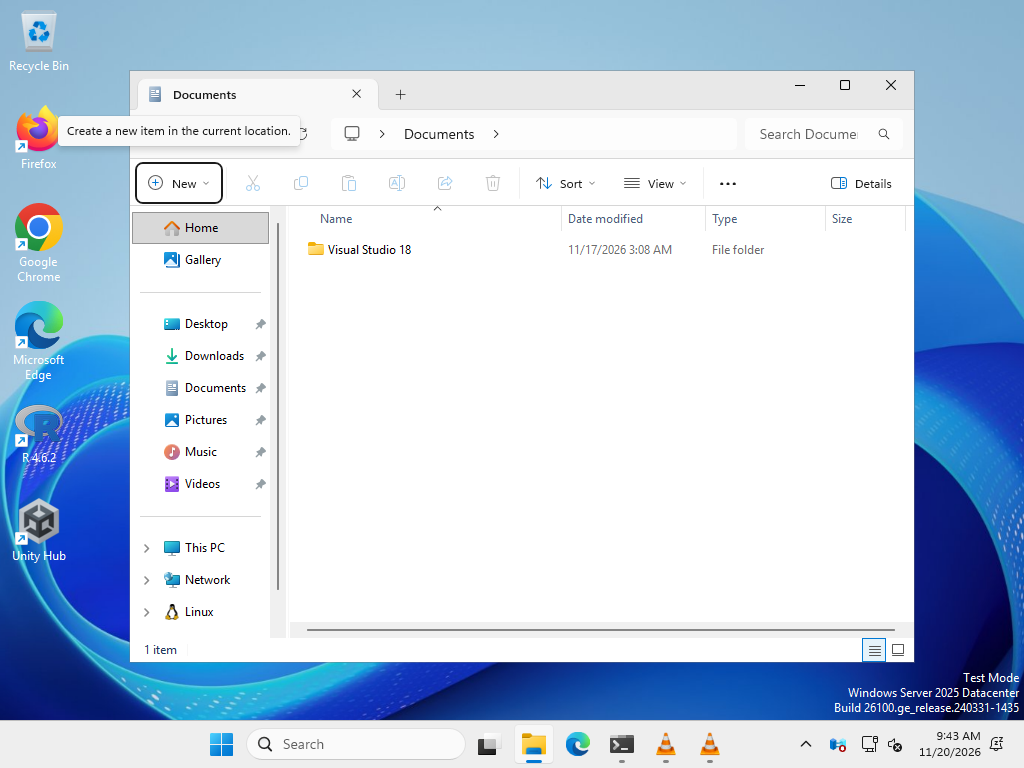 Recycle Bin
Firefox
Google
Chrome
Microsoft
Edge
R 4.6.2
Unity Hub
Documents
Create a new item in the current location.
Documents
Search Docume
New
Sort
View
Details
Home
Gallery
Desktop
Downloads
Documents
Pictures
Music
Videos
This PC
Network
Linux
Name
Date modified
Type
Size
Visual Studio 18
11/17/2026 3:08 AM
File folder
1 item
Test Mode
Windows Server 2025 Datacenter
Build 26100.ge_release.240331-1435
Search
9:43 AM
11/20/2026